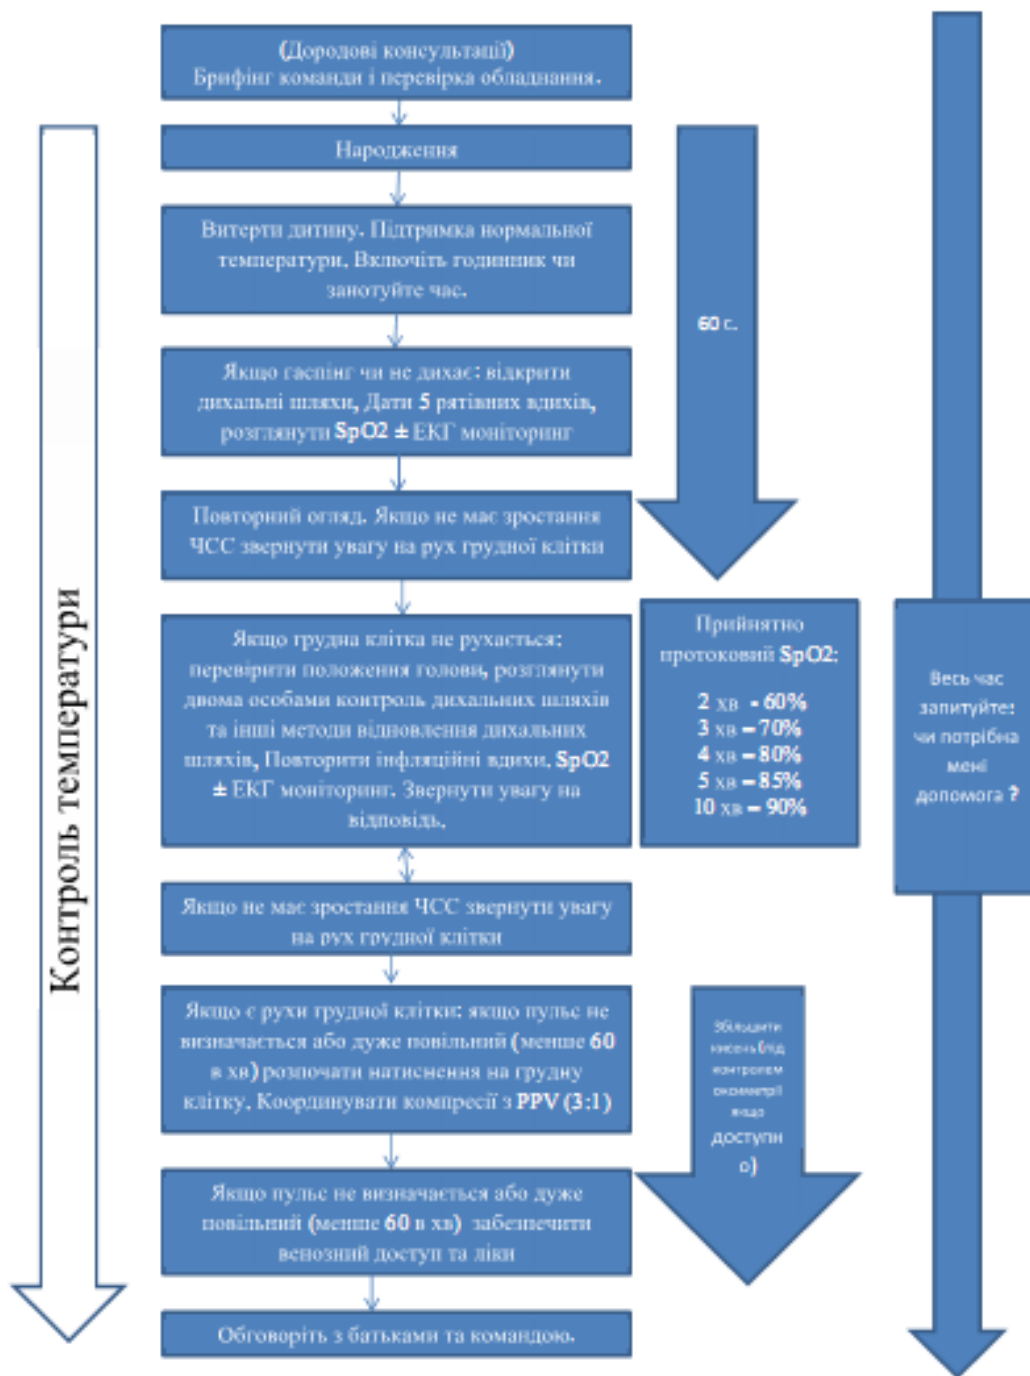 (Дородові консультації)
Брифінг команди і перевірка обладнання.
Народження
Витерти дитину. Підтримка нормальної
температури. Включіть годинник чи
занотуйте час.
60 с.
Якщо гаспінг чи не дихає: відкрити
дихальні шляхи, Дати 5 рятівних вдихів,
розглянути SpO2 ± ЕКГ моніторинг
Повторний огляд. Якщо не має зростання
ЧСС звернути увагу на рух грудної клітки
Контроль температури
Якщо грудна клітка не рухається:
перевірити положення голови, розглянути
двома особами контроль дихальних шляхів
та інші методи відновлення дихальних
шляхів, Повторити інфляційні вдихи. SpO2
± ЕКГ моніторинг. Звернути увагу на
відповідь.
Прийнятно
протоковий SpO2:
2 хв - 60%
3 хв – 70%
4 хв – 80%
5 хв – 85%
10 хв – 90%
Весь час
запитуйте:
чи потрібна
мені
допомога ?
Якщо не має зростання ЧСС звернути увагу
на рух грудної клітки
Якщо є рухи грудної клітки: якщо пульс не
визначається або дуже повільний (менше 60
в хв) розпочати натиснення на грудну
клітку. Координувати компресії з PPV (3:1)
Збільшити
кисень (під
контролем
оксиметрії
якщо
доступн
о)
Якщо пульс не визначається або дуже
повільний (менше 60 в хв) забезпечити
венозний доступ та ліки
Обговоріть з батьками та командою.